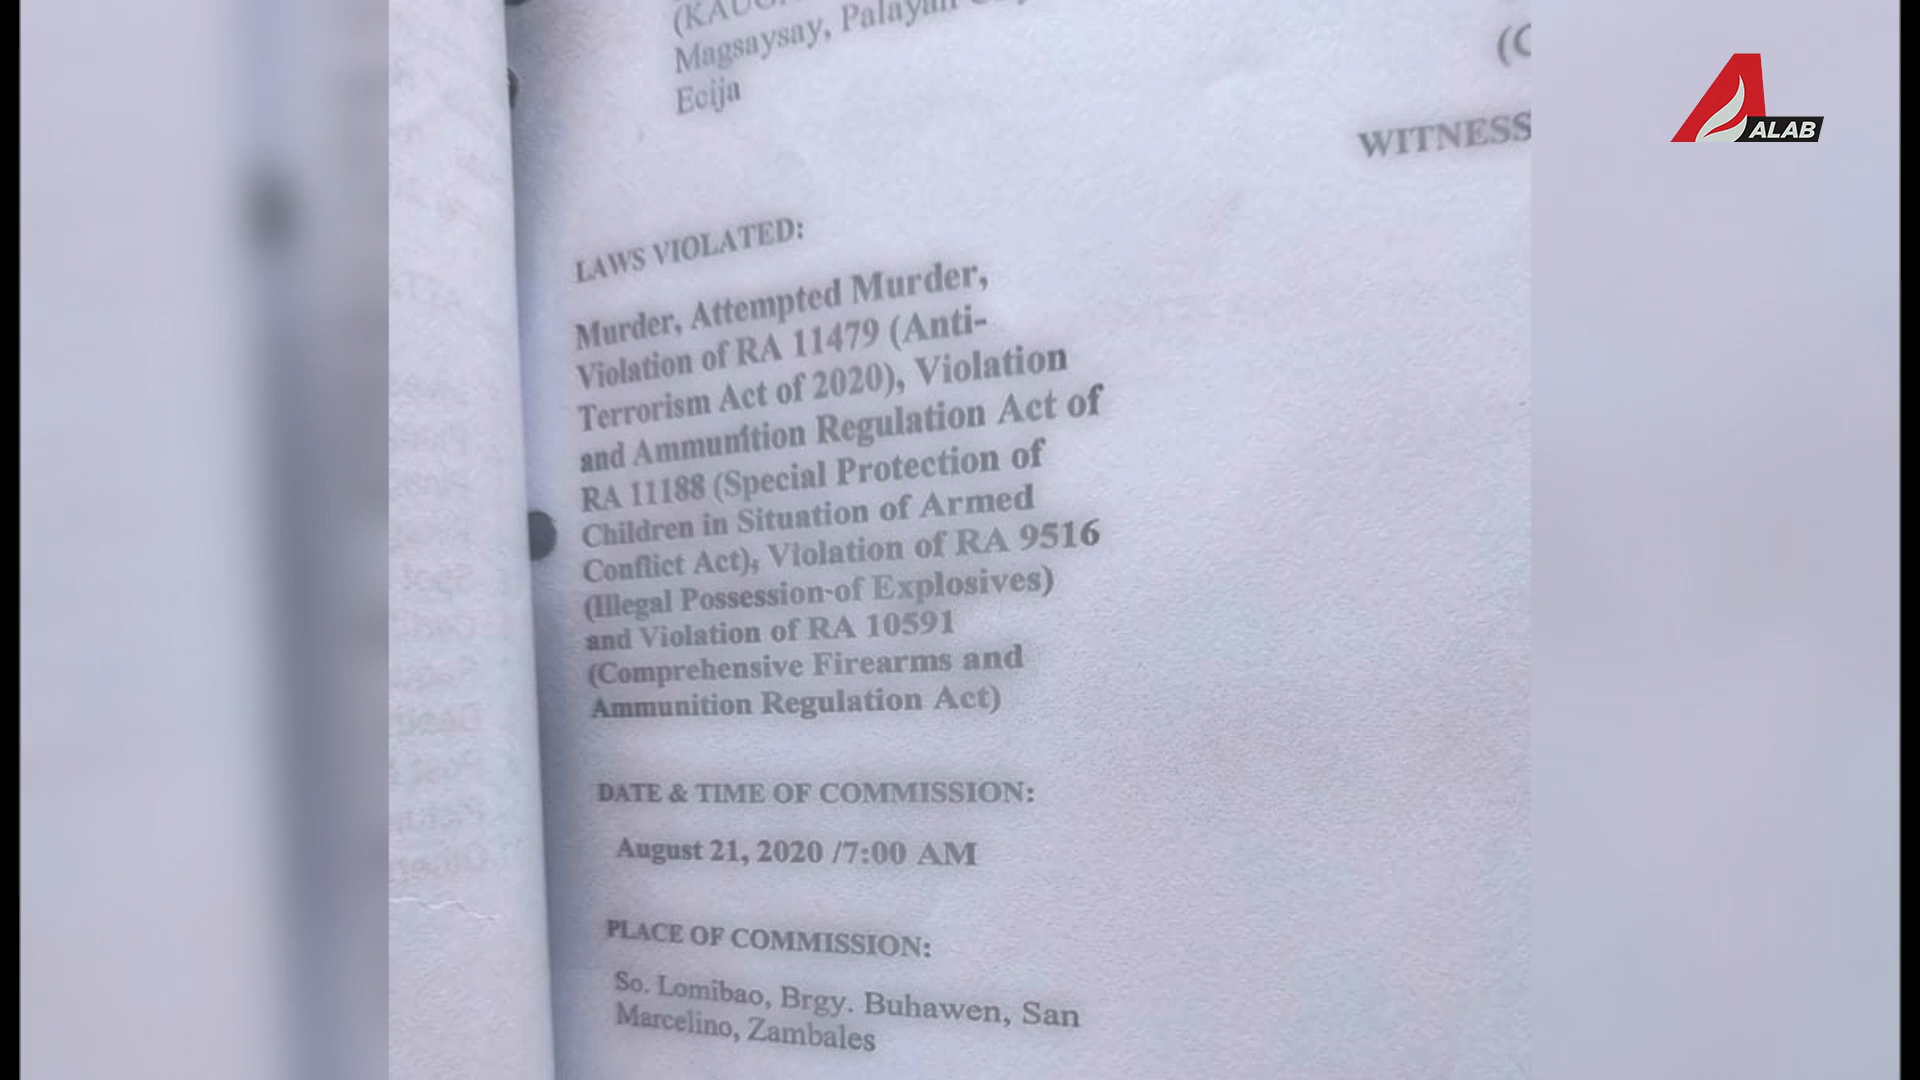 Magsaysay, Palayan
Ecija
WITNESS
LAWS VIOLATED:
Murder, Attempted Murder,
Violation of RA 11479 (Anti-
Terrorism Act of 2020), Violation
and Ammunition Regulation Act of
RA 11188 (Special Protection of
Children in Situation of Armed
Conflict Act), Violation of RA 9516
(Illegal Possession of Explosives)
and Violation of RA 10591
(Comprehensive Firearms and
Ammunition Regulation Act)
DATE & TIME OF COMMISSION:
August 21, 2020 /7:00 AM
PLACE OF COMMISSION:
So. Lomibao, Brgy. Buhawen, San
Marcelino, Zambales
ALAB